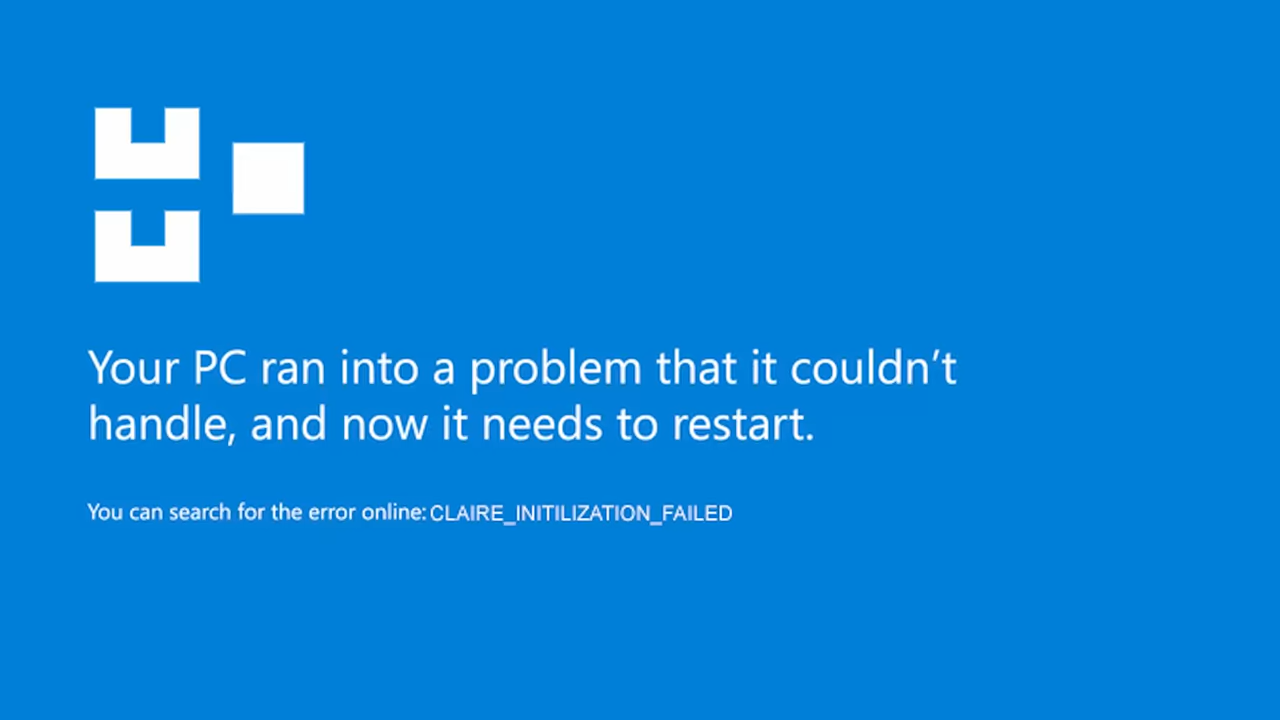 Your PC ran into a problem that it couldn’t
handle, and now it needs to restart.
You can search for the error online: CLAIRE_INITILIZATION_FAILED